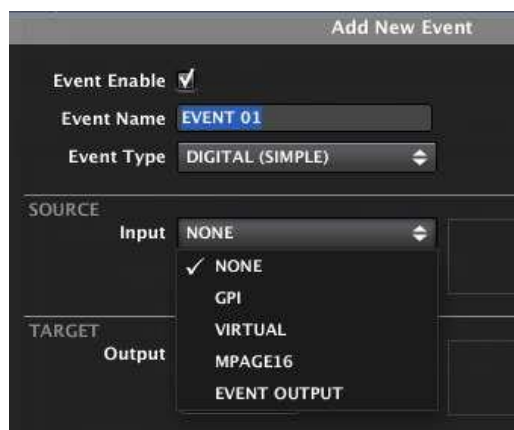 Add New Event
Event Enable
Event Name EVENT 01
Event Type DIGITAL (SIMPLE)
SOURCE
Input NONE
NONE
GPI
VIRTUAL
TARGET
Output
MPAGE16
EVENT OUTPUT